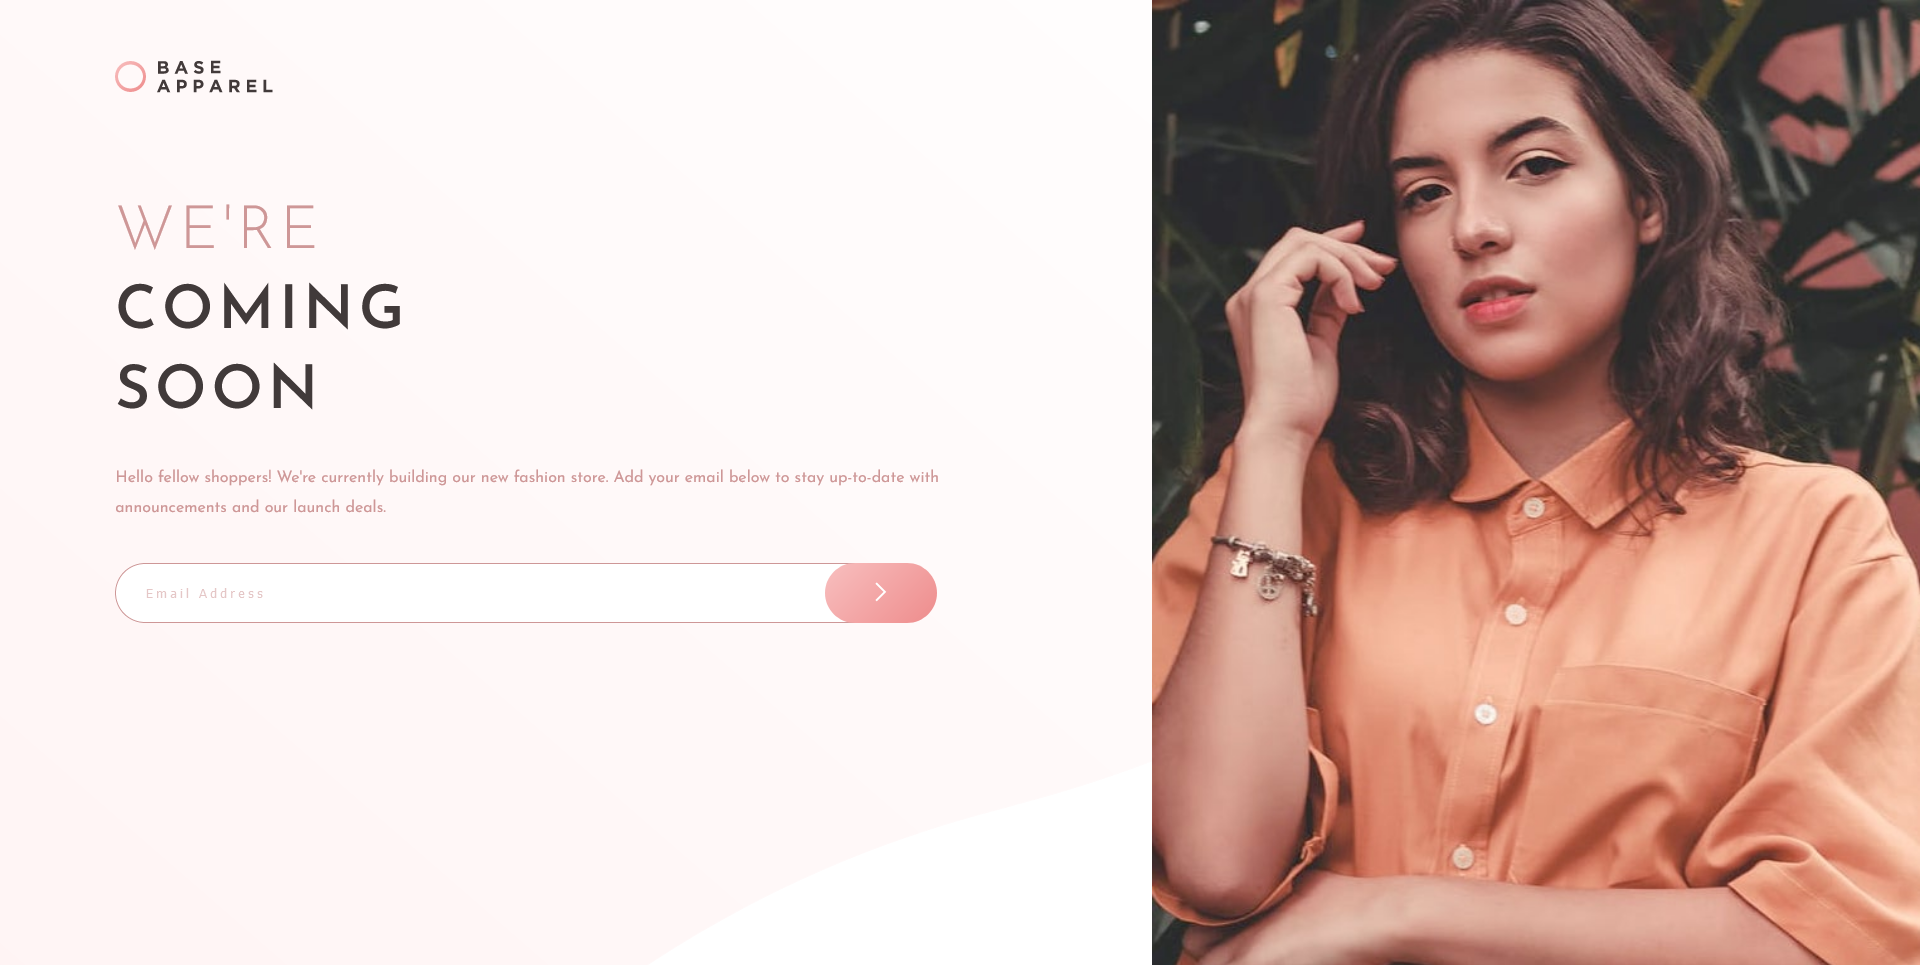 BASE
APPAREL
WE'RE
COMING
SOON
Hello fellow shoppers! We're currently building our new fashion store. Add your email below to stay up-to-date with
announcements and our launch deals.
Email Address